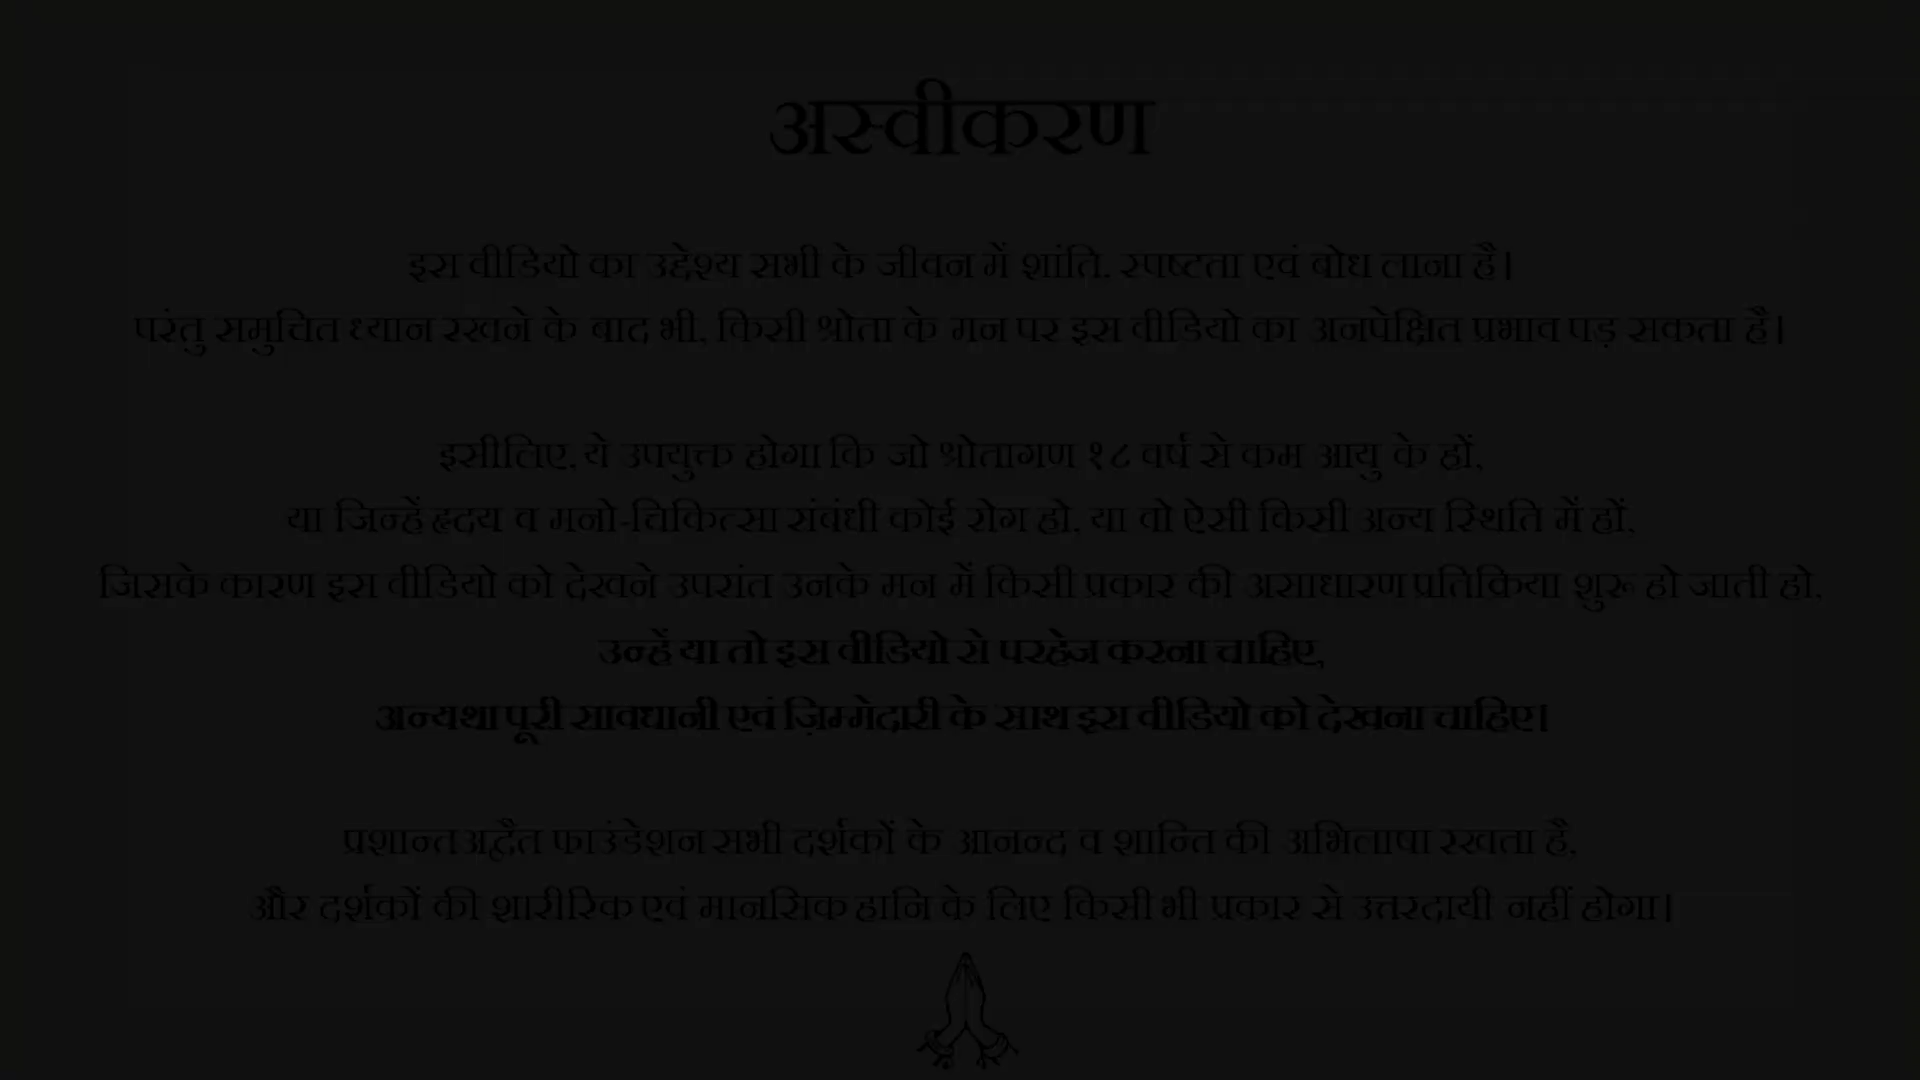 अस्वीकरण
इस वीडियो का उद्देश्य सभी के जीवन में शांति, स्पष्टता एवं बोध लाना है।
परंतु समुचित ध्यान रखने के बाद भी, किसी श्रोता के मन पर इस वीडियो का अनपेक्षित प्रभाव पड़ सकता है।
इसीलिए, ये उपयुक्त होगा कि जो श्रोतागण १८ वर्ष से कम आयु के हों,
या जिन्हें हृदय व मनो-चिकित्सा संबंधी कोई रोग हो, या वो ऐसी किसी अन्य स्थिति में हों,
जिसके कारण इस वीडियो को देखने उपरांत उनके मन में किसी प्रकार की असाधारण प्रतिक्रिया शुरू हो जाती हो,
उन्हें या तो इस वीडियो से परहेज करना चाहिए,
अन्यथा पूरी सावधानी एवं ज़िम्मेदारी के साथ इस वीडियो को देखना चाहिए।
प्रशान्त अद्वैत फाउंडेशन सभी दर्शकों के आनन्द व शान्ति की अभिलाषा रखता है,
और दर्शकों की शारीरिक एवं मानसिक हानि के लिए किसी भी प्रकार से उत्तरदायी नहीं होगा।